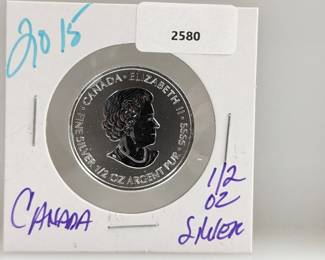 2015
2580
CANADA · ELIZABETH II · 9999
FINE SILVER 1/2 OZ ARGENT PUR
CANADA
1/2
OZ
SILVER